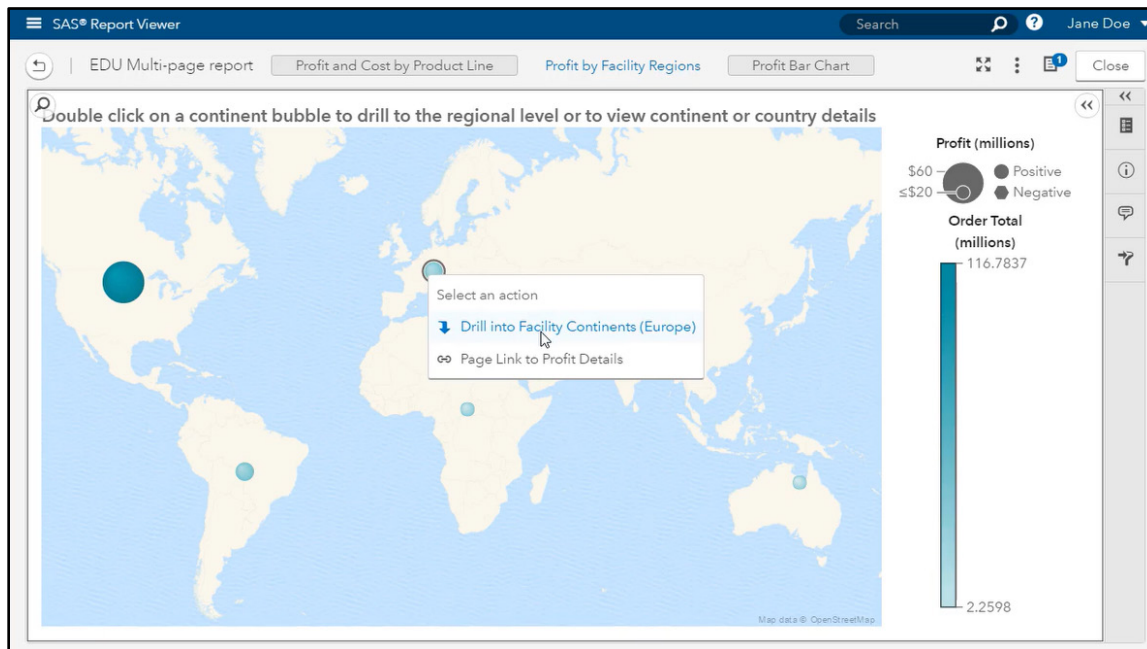 SAS® Report Viewer
Search
Jane Doe
EDU Multi-page report
Profit and Cost by Product Line
Profit by Facility Regions
Profit Bar Chart
1
Close
Double click on a continent bubble to drill to the regional level or to view continent or country details
Profit (millions)
$60
≤$20
Positive
Negative
Order Total
(millions)
116.7837
2.2598
Select an action
Drill into Facility Continents (Europe)
Page Link to Profit Details
Map data © OpenStreetMap